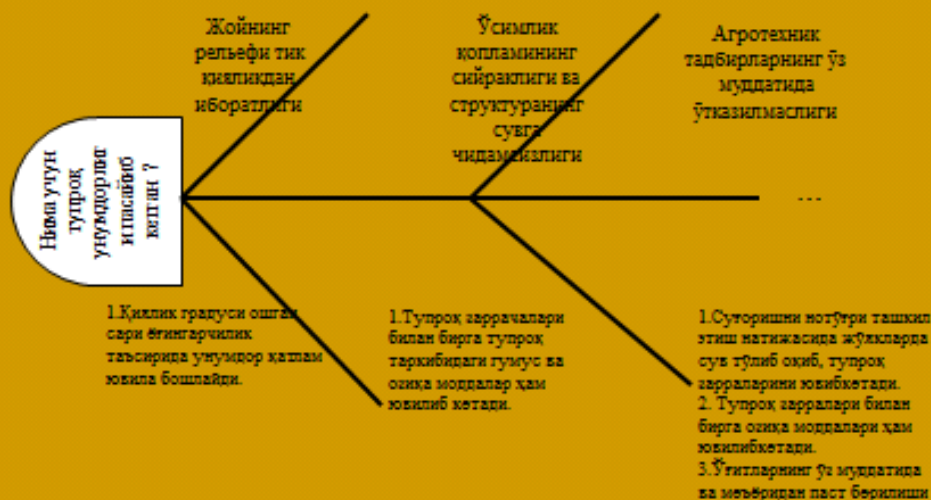 Жойнинг
рельефи тик
қияликдан
иборатлиги
Ўсимлик
қопламининг
сийраклиги ва
структуранинг
сувга
чидамсизлиги
Агротехник
тадбирларнинг ўз
муддатида
ўтказилмаслиги
Нима учун
тупроқ
унумдорлиг
и пасайиб
кетган ?
...
1.Қиялик градуси ошган
сари ёғингарчилик
таъсирида унумдор қатлам
ювила бошлайди.
1.Тупроқ заррачалари
билан бирга тупроқ
таркибидаги гумус ва
озиқа моддалар ҳам
ювилиб кетади.
1.Суғоришни нотўғри ташкил
этиш натижасида жўякларда
сув тўлиб оқиб, тупроқ
зарраларини ювибкетади.
2. Тупроқ зарралари билан
бирга озиқа моддалари ҳам
ювилибкетади.
3.Ўғитларнинг ўз муддатида
ва меъёридан паст берилиши